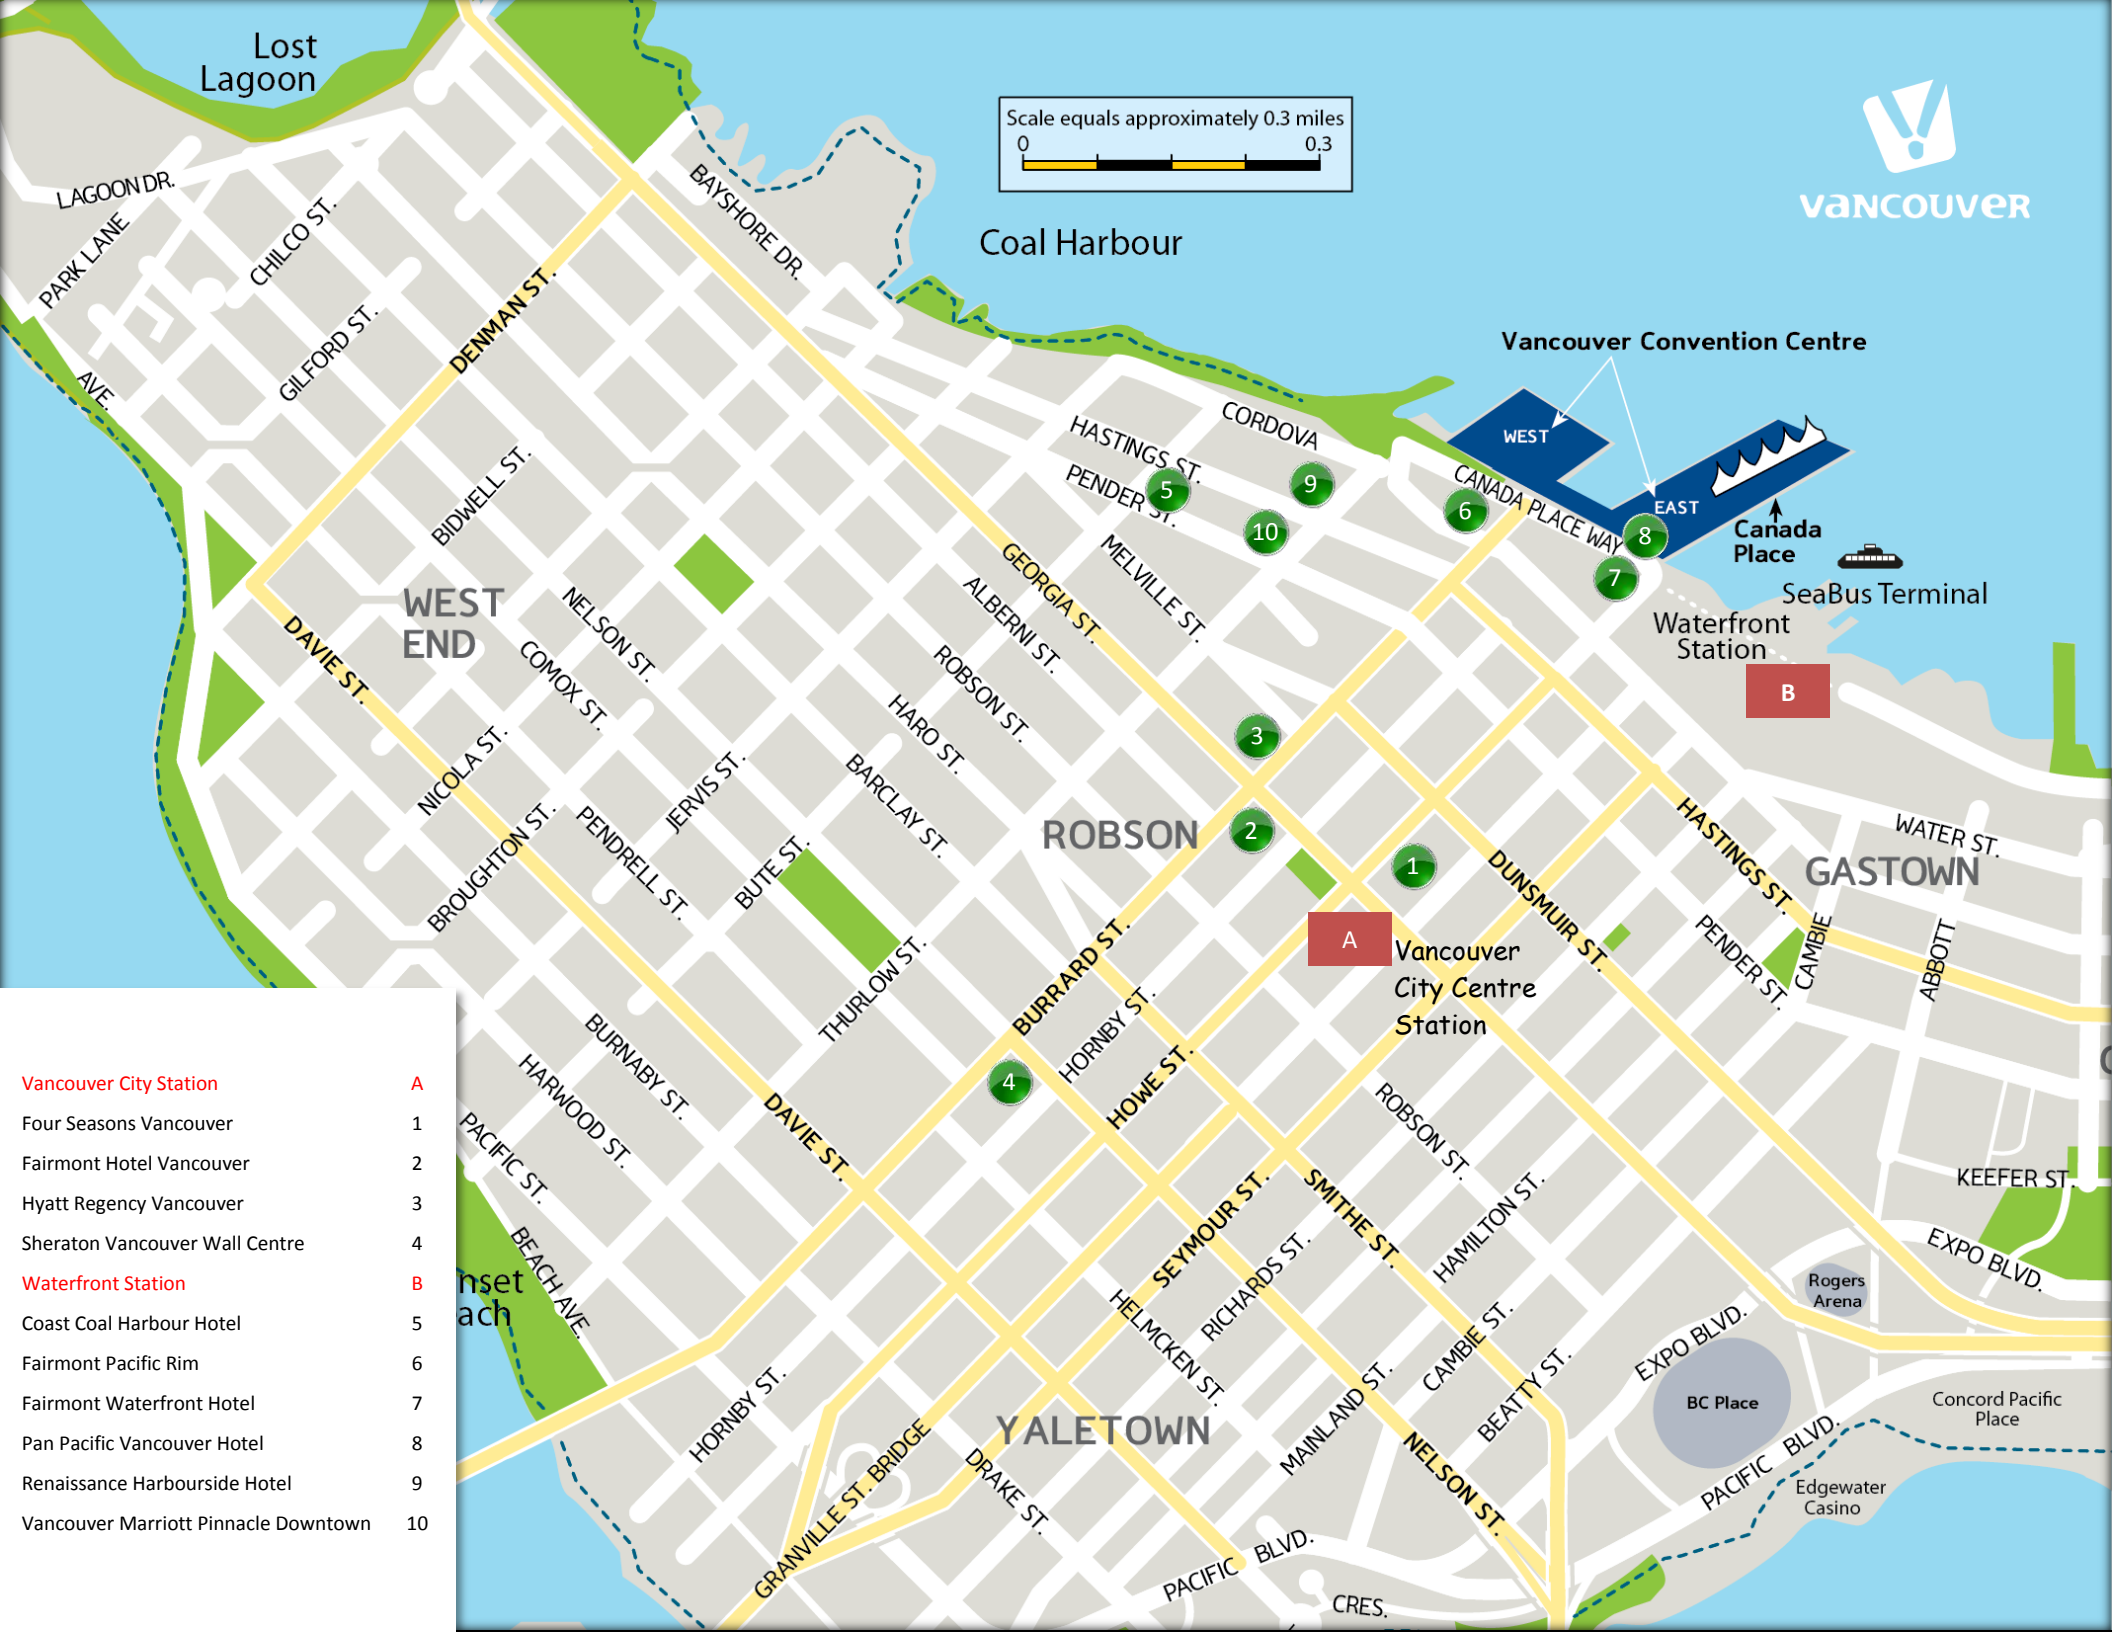 Lost
Lagoon
Scale equals approximately 0.3 miles
0 0.3
VANCOUVER
LAGOON DR.
BAYSHORE DR.
PARK LANE
CHILCO ST.
Coal Harbour
GILFORD ST.
DENMAN ST.
AVE.
Vancouver Convention Centre
WEST
EAST
CORDOVA
HASTINGS ST.
PENDER ST.
CANADA PLACE WAY
5
9
10
6
8
7
Canada
Place
SeaBus Terminal
Waterfront
Station
B
BIDWELL ST.
WEST
END
NELSON ST.
COMOX ST.
DAVIE ST.
GEORGIA ST.
ALBERNI ST.
MELVILLE ST.
ROBSON ST.
HARO ST.
BARCLAY ST.
NICOLA ST.
JERVIS ST.
BROUGHTON ST.
PENDRELL ST.
BUTE ST.
THURLOW ST.
3
ROBSON
2
1
A
Vancouver
City Centre
Station
DUNSMUIR ST.
HASTINGS ST.
WATER ST.
GASTOWN
PENDER ST.
CAMBIE
ABBOTT
BURRARD ST.
HORNBY ST.
HOWE ST.
4
BURNABY ST.
HARWOOD ST.
DAVIE ST.
PACIFIC ST.
BEACH AVE.
nset
ach
ROBSON ST.
SMITHE ST.
HAMILTON ST.
SEYMOUR ST.
RICHARDS ST.
HELMCKEN ST.
CAMBIE ST.
MAINLAND ST.
BEATTY ST.
KEEFER ST.
EXPO BLVD.
Rogers
Arena
EXPO BLVD.
BC Place
PACIFIC BLVD.
Concord Pacific
Place
Edgewater
Casino
HORNBY ST.
YALETOWN
GRANVILLE ST. BRIDGE
DRAKE ST.
NELSON ST.
PACIFIC BLVD.
CRES.
Vancouver City Station A
Four Seasons Vancouver 1
Fairmont Hotel Vancouver 2
Hyatt Regency Vancouver 3
Sheraton Vancouver Wall Centre 4
Waterfront Station B
Coast Coal Harbour Hotel 5
Fairmont Pacific Rim 6
Fairmont Waterfront Hotel 7
Pan Pacific Vancouver Hotel 8
Renaissance Harbourside Hotel 9
Vancouver Marriott Pinnacle Downtown 10